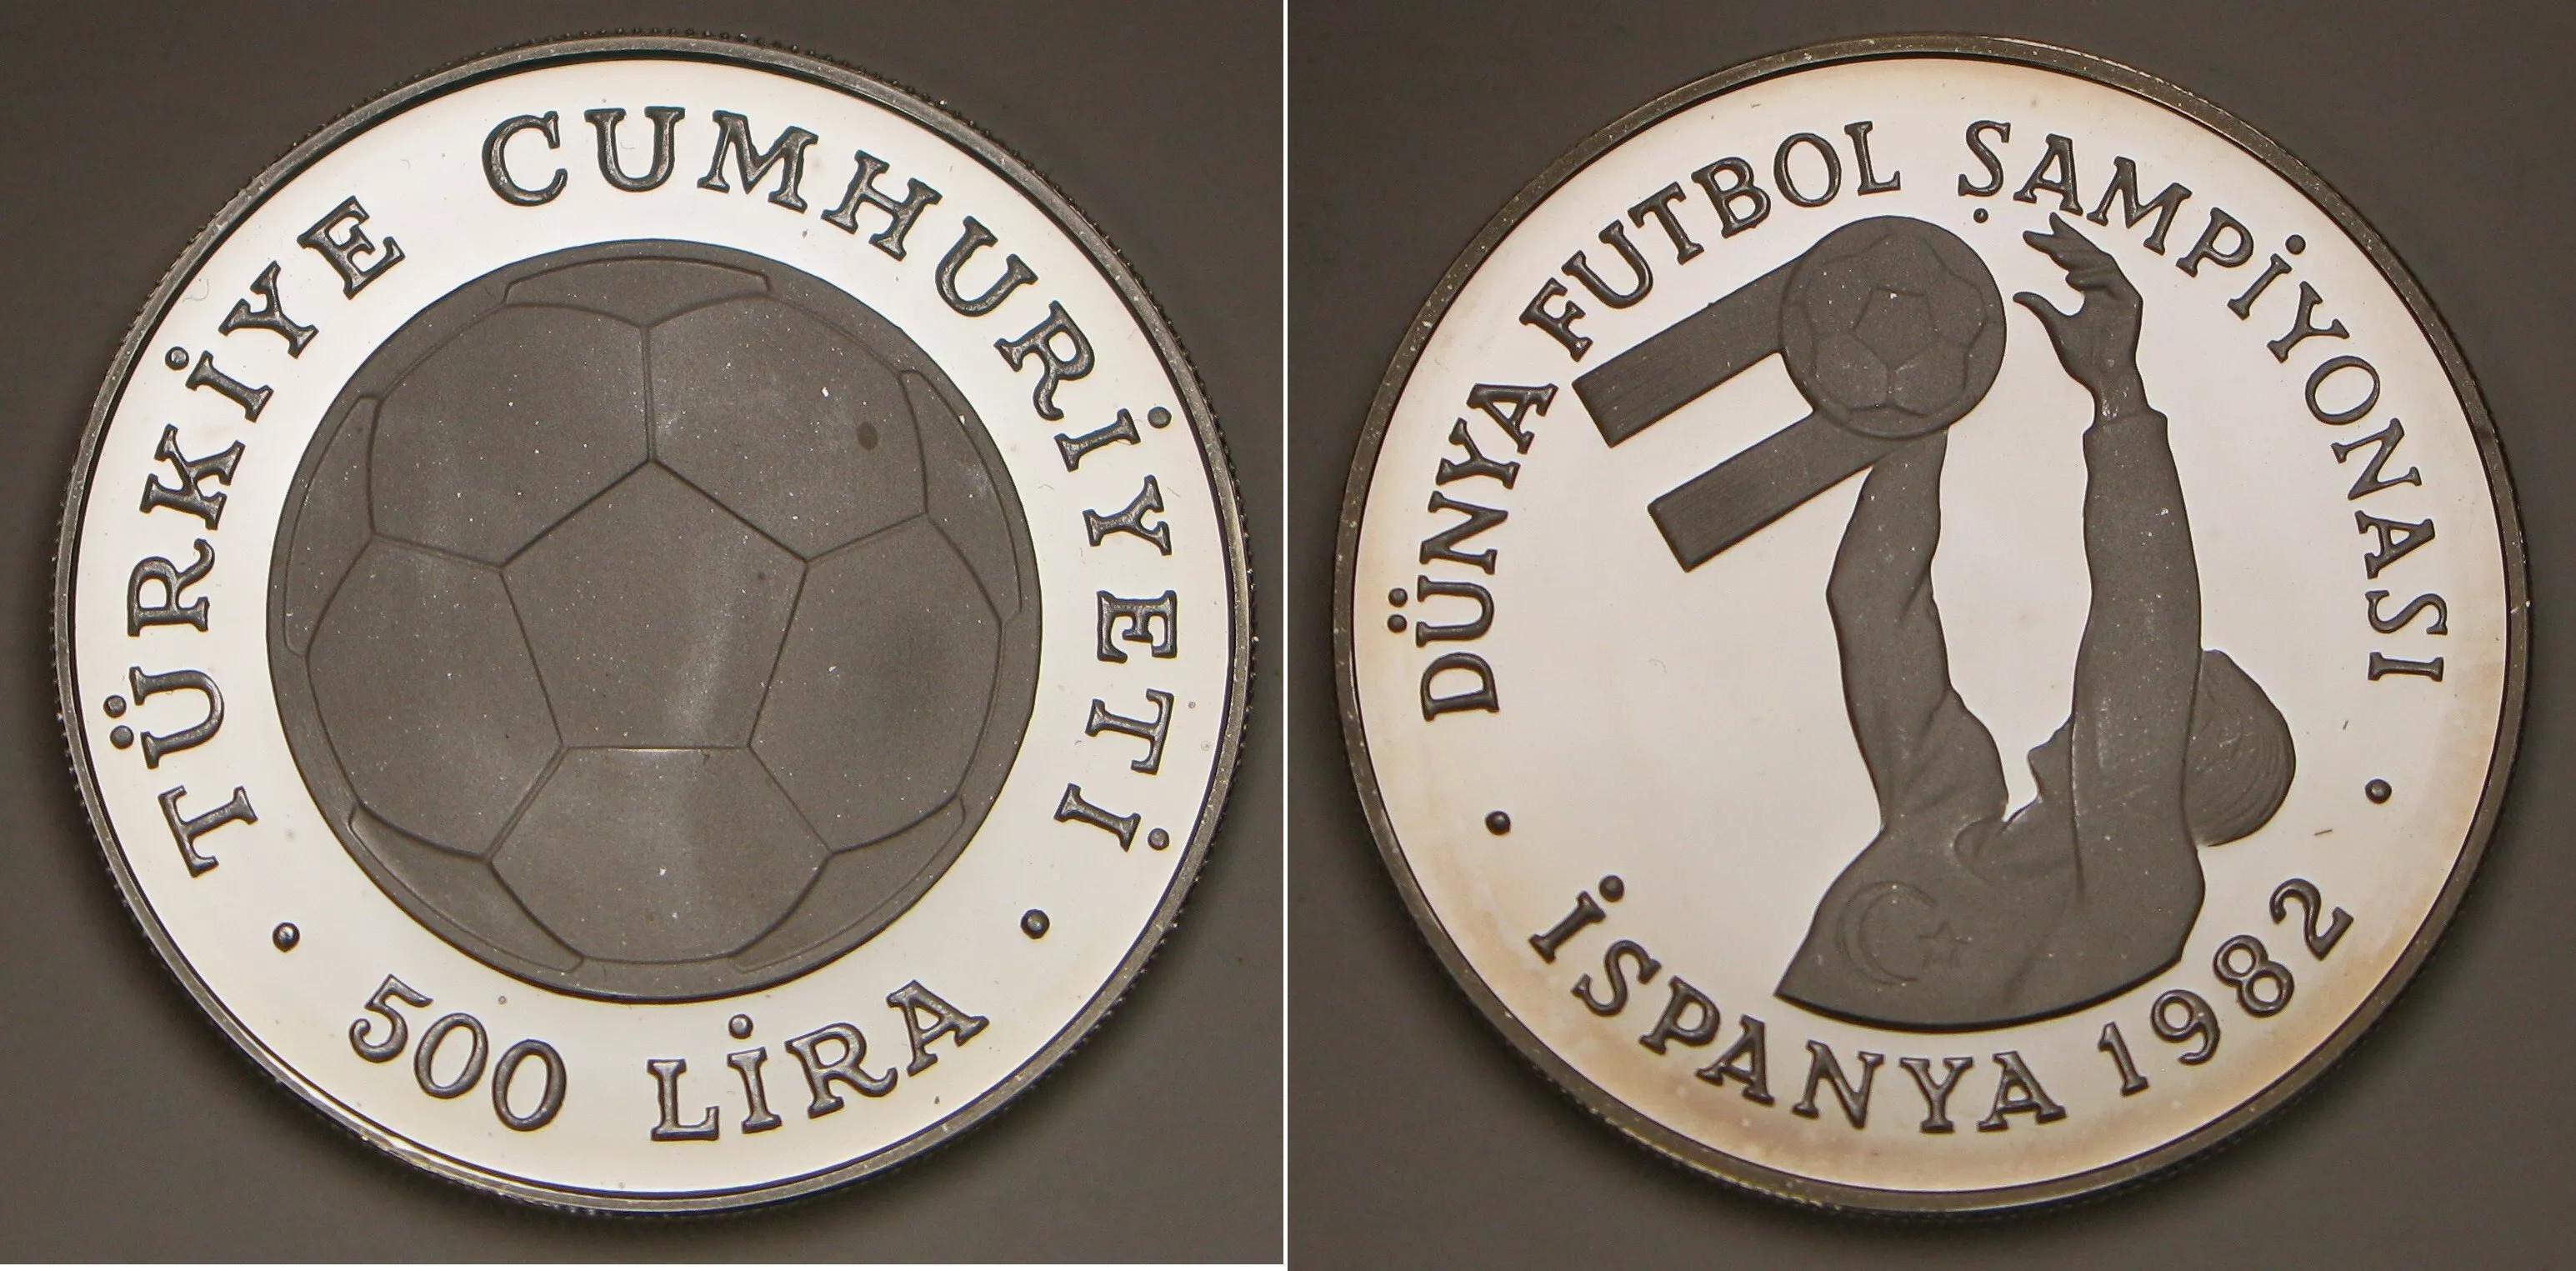 TÜRKİYE CUMHURİYETİ
• 500 LİRA •
DÜNYA FUTBOL ŞAMPİYONASI
• İSPANYA 1982 •